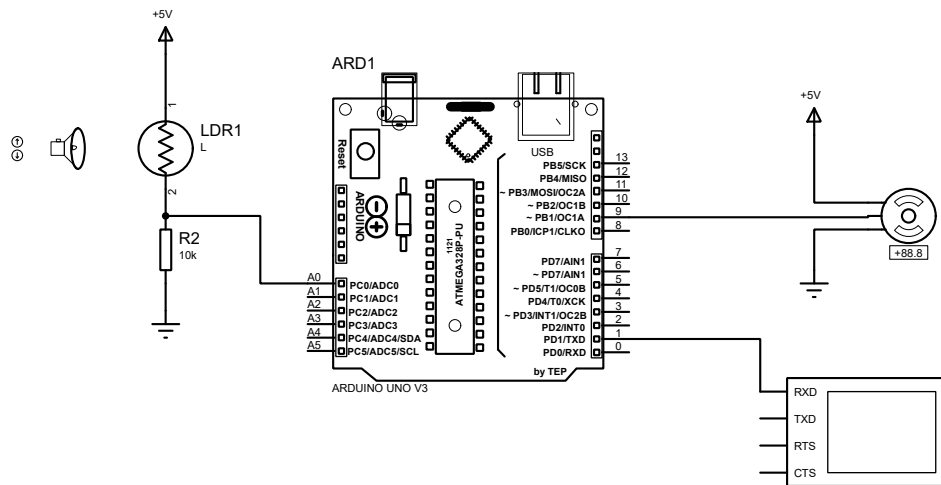 +5V
1
LDR1
L
2
R2
10k
ARD1
Reset
ARDUINO
1121
ATMEGA328P-PU
USB
A0 PC0/ADC0
A1 PC1/ADC1
A2 PC2/ADC2
A3 PC3/ADC3
A4 PC4/ADC4/SDA
A5 PC5/ADC5/SCL
PB5/SCK 13
PB4/MISO 12
~ PB3/MOSI/OC2A 11
~ PB2/OC1B 10
~ PB1/OC1A 9
PB0/ICP1/CLKO 8
PD7/AIN1 7
~ PD7/AIN1 6
~ PD5/T1/OC0B 5
PD4/T0/XCK 4
~ PD3/INT1/OC2B 3
PD2/INT0 2
PD1/TXD 1
PD0/RXD 0
by TEP
ARDUINO UNO V3
+5V
+88.8
RXD
TXD
RTS
CTS